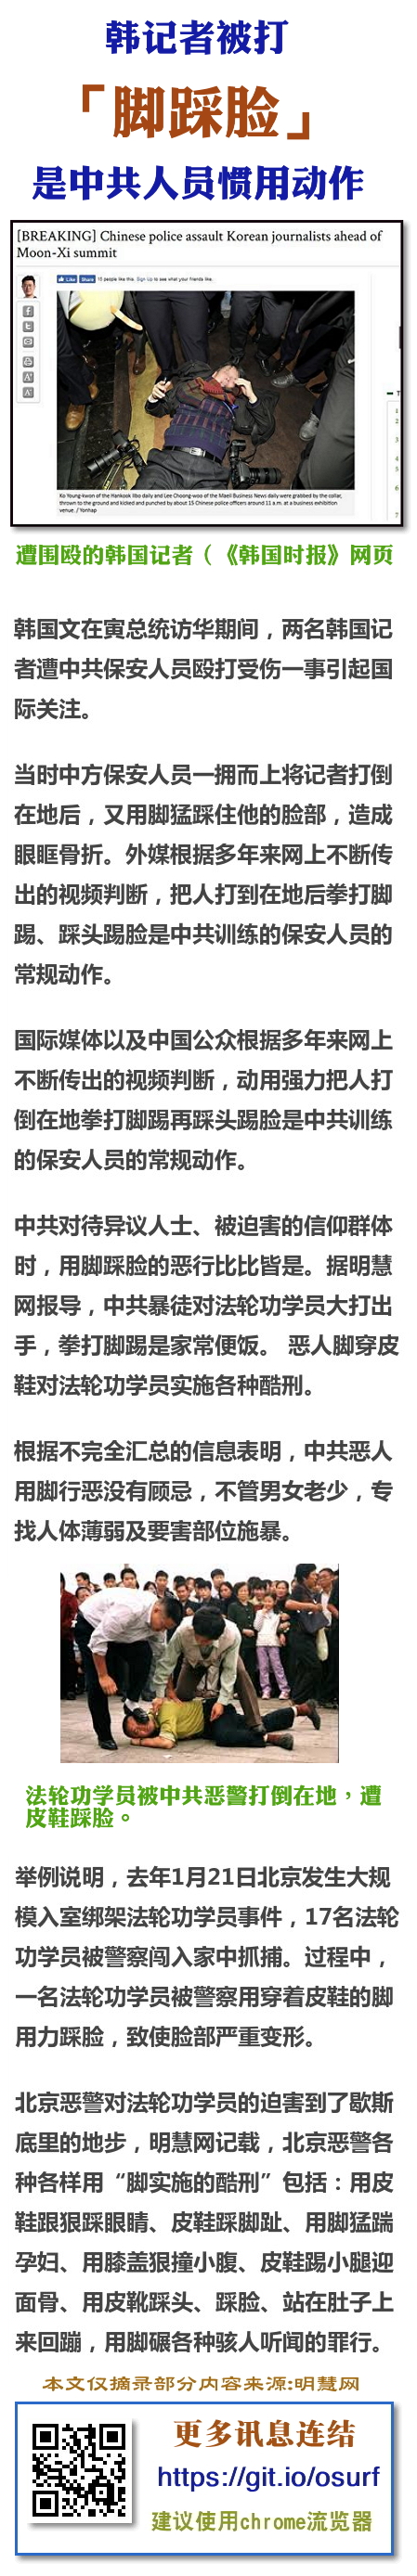 韩记者被打
「脚踩脸」
是中共人员惯用动作
[BREAKING] Chinese police assault Korean journalists ahead of
Moon-Xi summit
Like Share 15 people like this. Sign Up to see what your friends like.
Ko Young-kwon of the Hankook Ilbo daily and Lee Choong-woo of the Maeil Business News daily were grabbed by the collar,
thrown to the ground and kicked and punched by about 15 Chinese police officers around 11 a.m. at a business exhibition
venue. / Yonhap
遭围殴的韩国记者（《韩国时报》网页
韩国文在寅总统访华期间，两名韩国记
者遭中共保安人员殴打受伤一事引起国
际关注。
当时中方保安人员一拥而上将记者打倒
在地后，又用脚猛踩住他的脸部，造成
眼眶骨折。外媒根据多年来网上不断传
出的视频判断，把人打到在地后拳打脚
踢、踩头踢脸是中共训练的保安人员的
常规动作。
国际媒体以及中国公众根据多年来网上
不断传出的视频判断，动用强力把人打
倒在地拳打脚踢再踩头踢脸是中共训练
的保安人员的常规动作。
中共对待异议人士、被迫害的信仰群体
时，用脚踩脸的恶行比比皆是。据明慧
网报导，中共暴徒对法轮功学员大打出
手，拳打脚踢是家常便饭。 恶人脚穿皮
鞋对法轮功学员实施各种酷刑。
根据不完全汇总的信息表明，中共恶人
用脚行恶没有顾忌，不管男女老少，专
找人体薄弱及要害部位施暴。
法轮功学员被中共恶警打倒在地，遭
皮鞋踩脸。
举例说明，去年1月21日北京发生大规
模入室绑架法轮功学员事件，17名法轮
功学员被警察闯入家中抓捕。过程中，
一名法轮功学员被警察用穿着皮鞋的脚
用力踩脸，致使脸部严重变形。
北京恶警对法轮功学员的迫害到了歇斯
底里的地步，明慧网记载，北京恶警各
种各样用“脚实施的酷刑”包括：用皮
鞋跟狠踩眼睛、皮鞋踩脚趾、用脚猛踹
孕妇、用膝盖狠撞小腹、皮鞋踢小腿迎
面骨、用皮靴踩头、踩脸、站在肚子上
来回蹦，用脚碾各种骇人听闻的罪行。
本文仅摘录部分内容来源:明慧网
更多讯息连结
https://git.io/osurf
建议使用chrome流览器